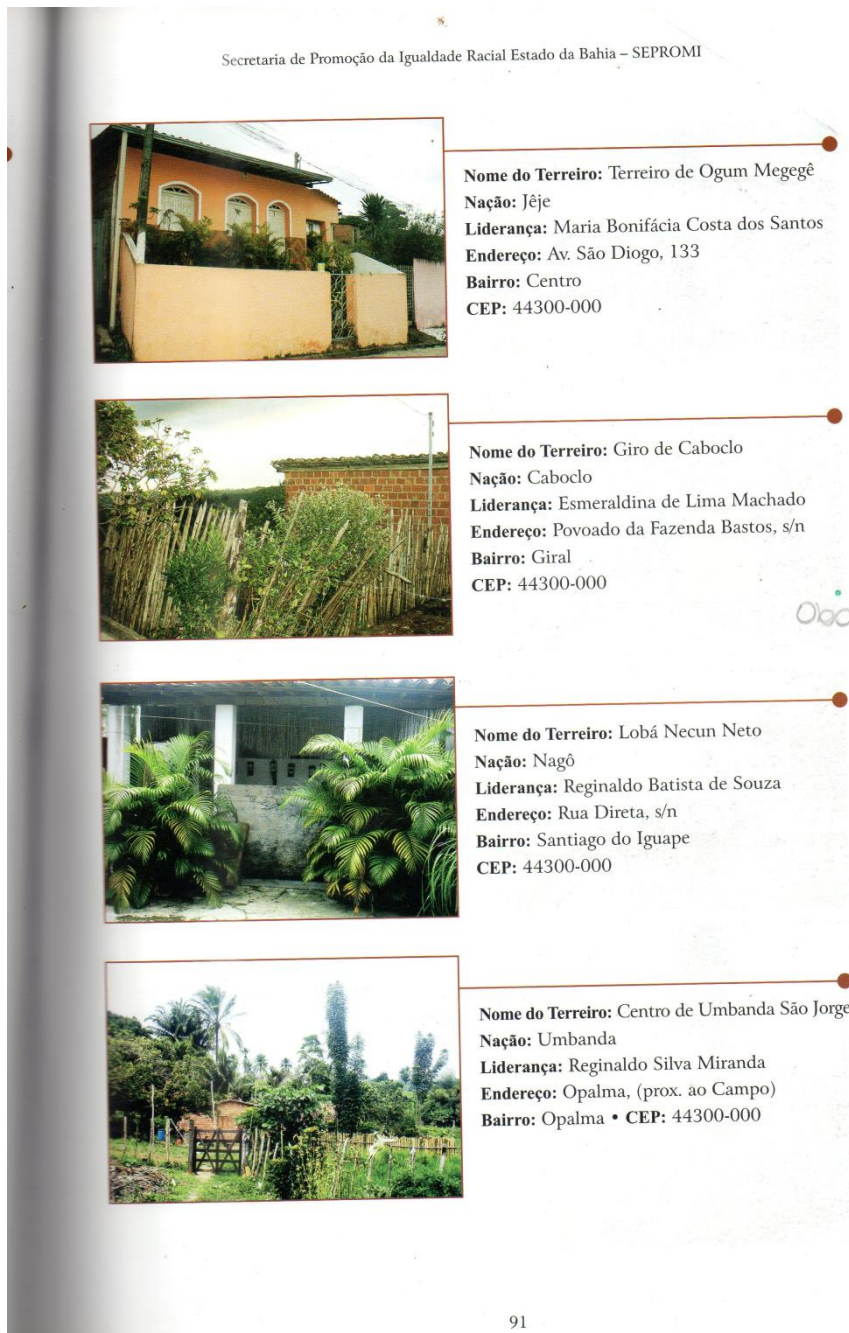 Secretaria de Promoção da Igualdade Racial Estado da Bahia – SEPROMI
Nome do Terreiro: Terreiro de Ogum Megegê
Nação: Jêje
Liderança: Maria Bonifácia Costa dos Santos
Endereço: Av. São Diogo, 133
Bairro: Centro
CEP: 44300-000
Nome do Terreiro: Giro de Caboclo
Nação: Caboclo
Liderança: Esmeraldina de Lima Machado
Endereço: Povoado da Fazenda Bastos, s/n
Bairro: Giral
CEP: 44300-000
Nome do Terreiro: Lobá Necun Neto
Nação: Nagô
Liderança: Reginaldo Batista de Souza
Endereço: Rua Direta, s/n
Bairro: Santiago do Iguape
CEP: 44300-000
Nome do Terreiro: Centro de Umbanda São Jorge
Nação: Umbanda
Liderança: Reginaldo Silva Miranda
Endereço: Opalma, (prox. ao Campo)
Bairro: Opalma • CEP: 44300-000
91